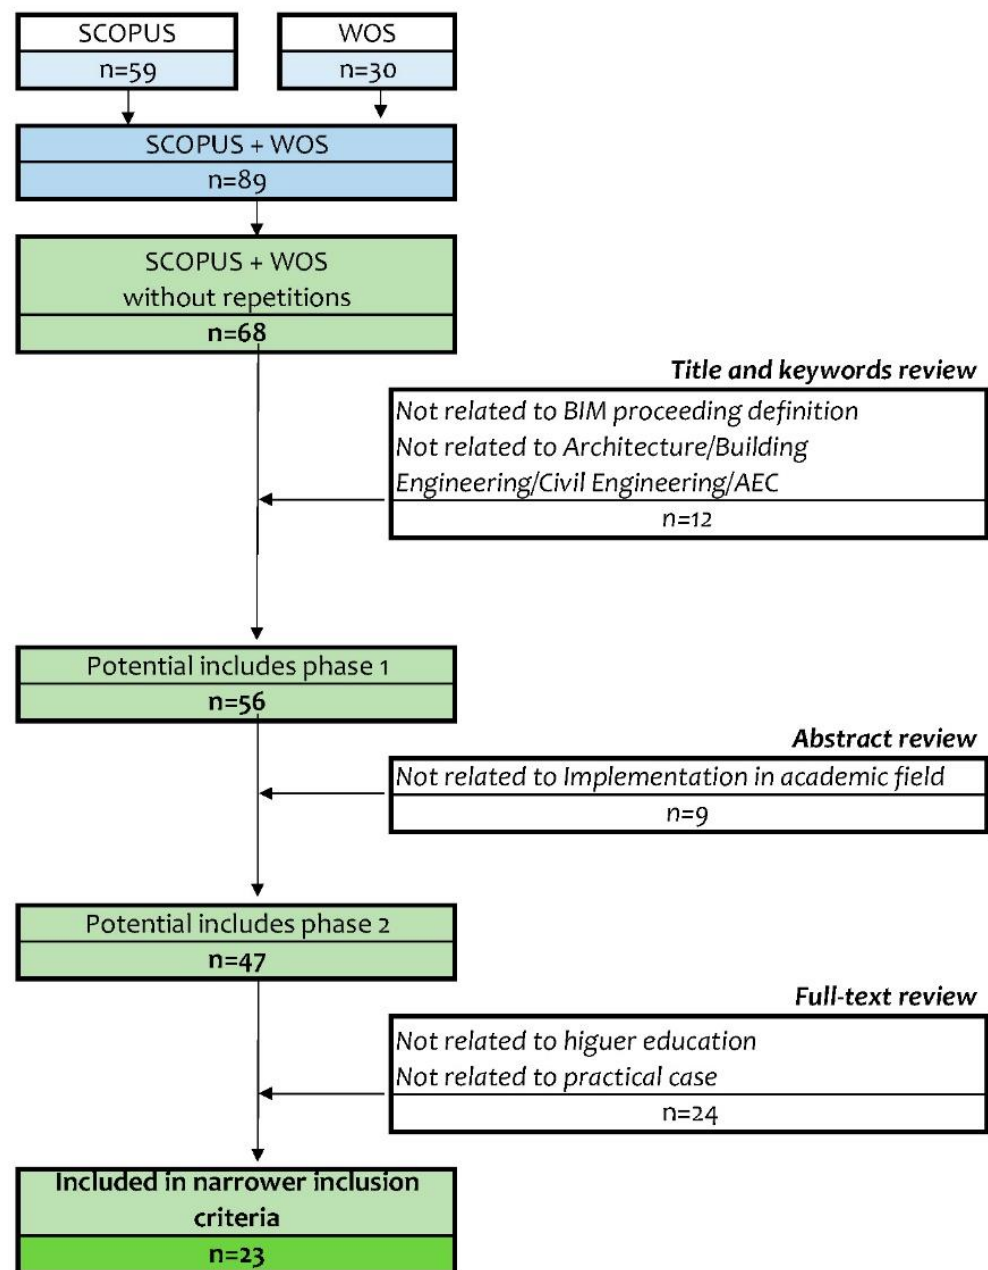 SCOPUS
n=59
WOS
n=30
SCOPUS + WOS
n=89
SCOPUS + WOS
without repetitions
n=68
Title and keywords review
Not related to BIM proceeding definition
Not related to Architecture/Building
Engineering/Civil Engineering/AEC
n=12
Potential includes phase 1
n=56
Abstract review
Not related to Implementation in academic field
n=9
Potential includes phase 2
n=47
Full-text review
Not related to higuer education
Not related to practical case
n=24
Included in narrower inclusion
criteria
n=23